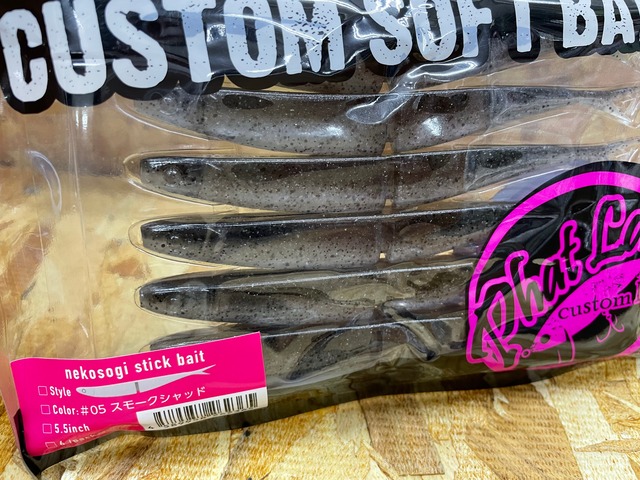 CUSTOM SOFT BA
Phat La
custom
nekosogi stick bait
Style
Color: #05 スモークシャッド
5.5inch